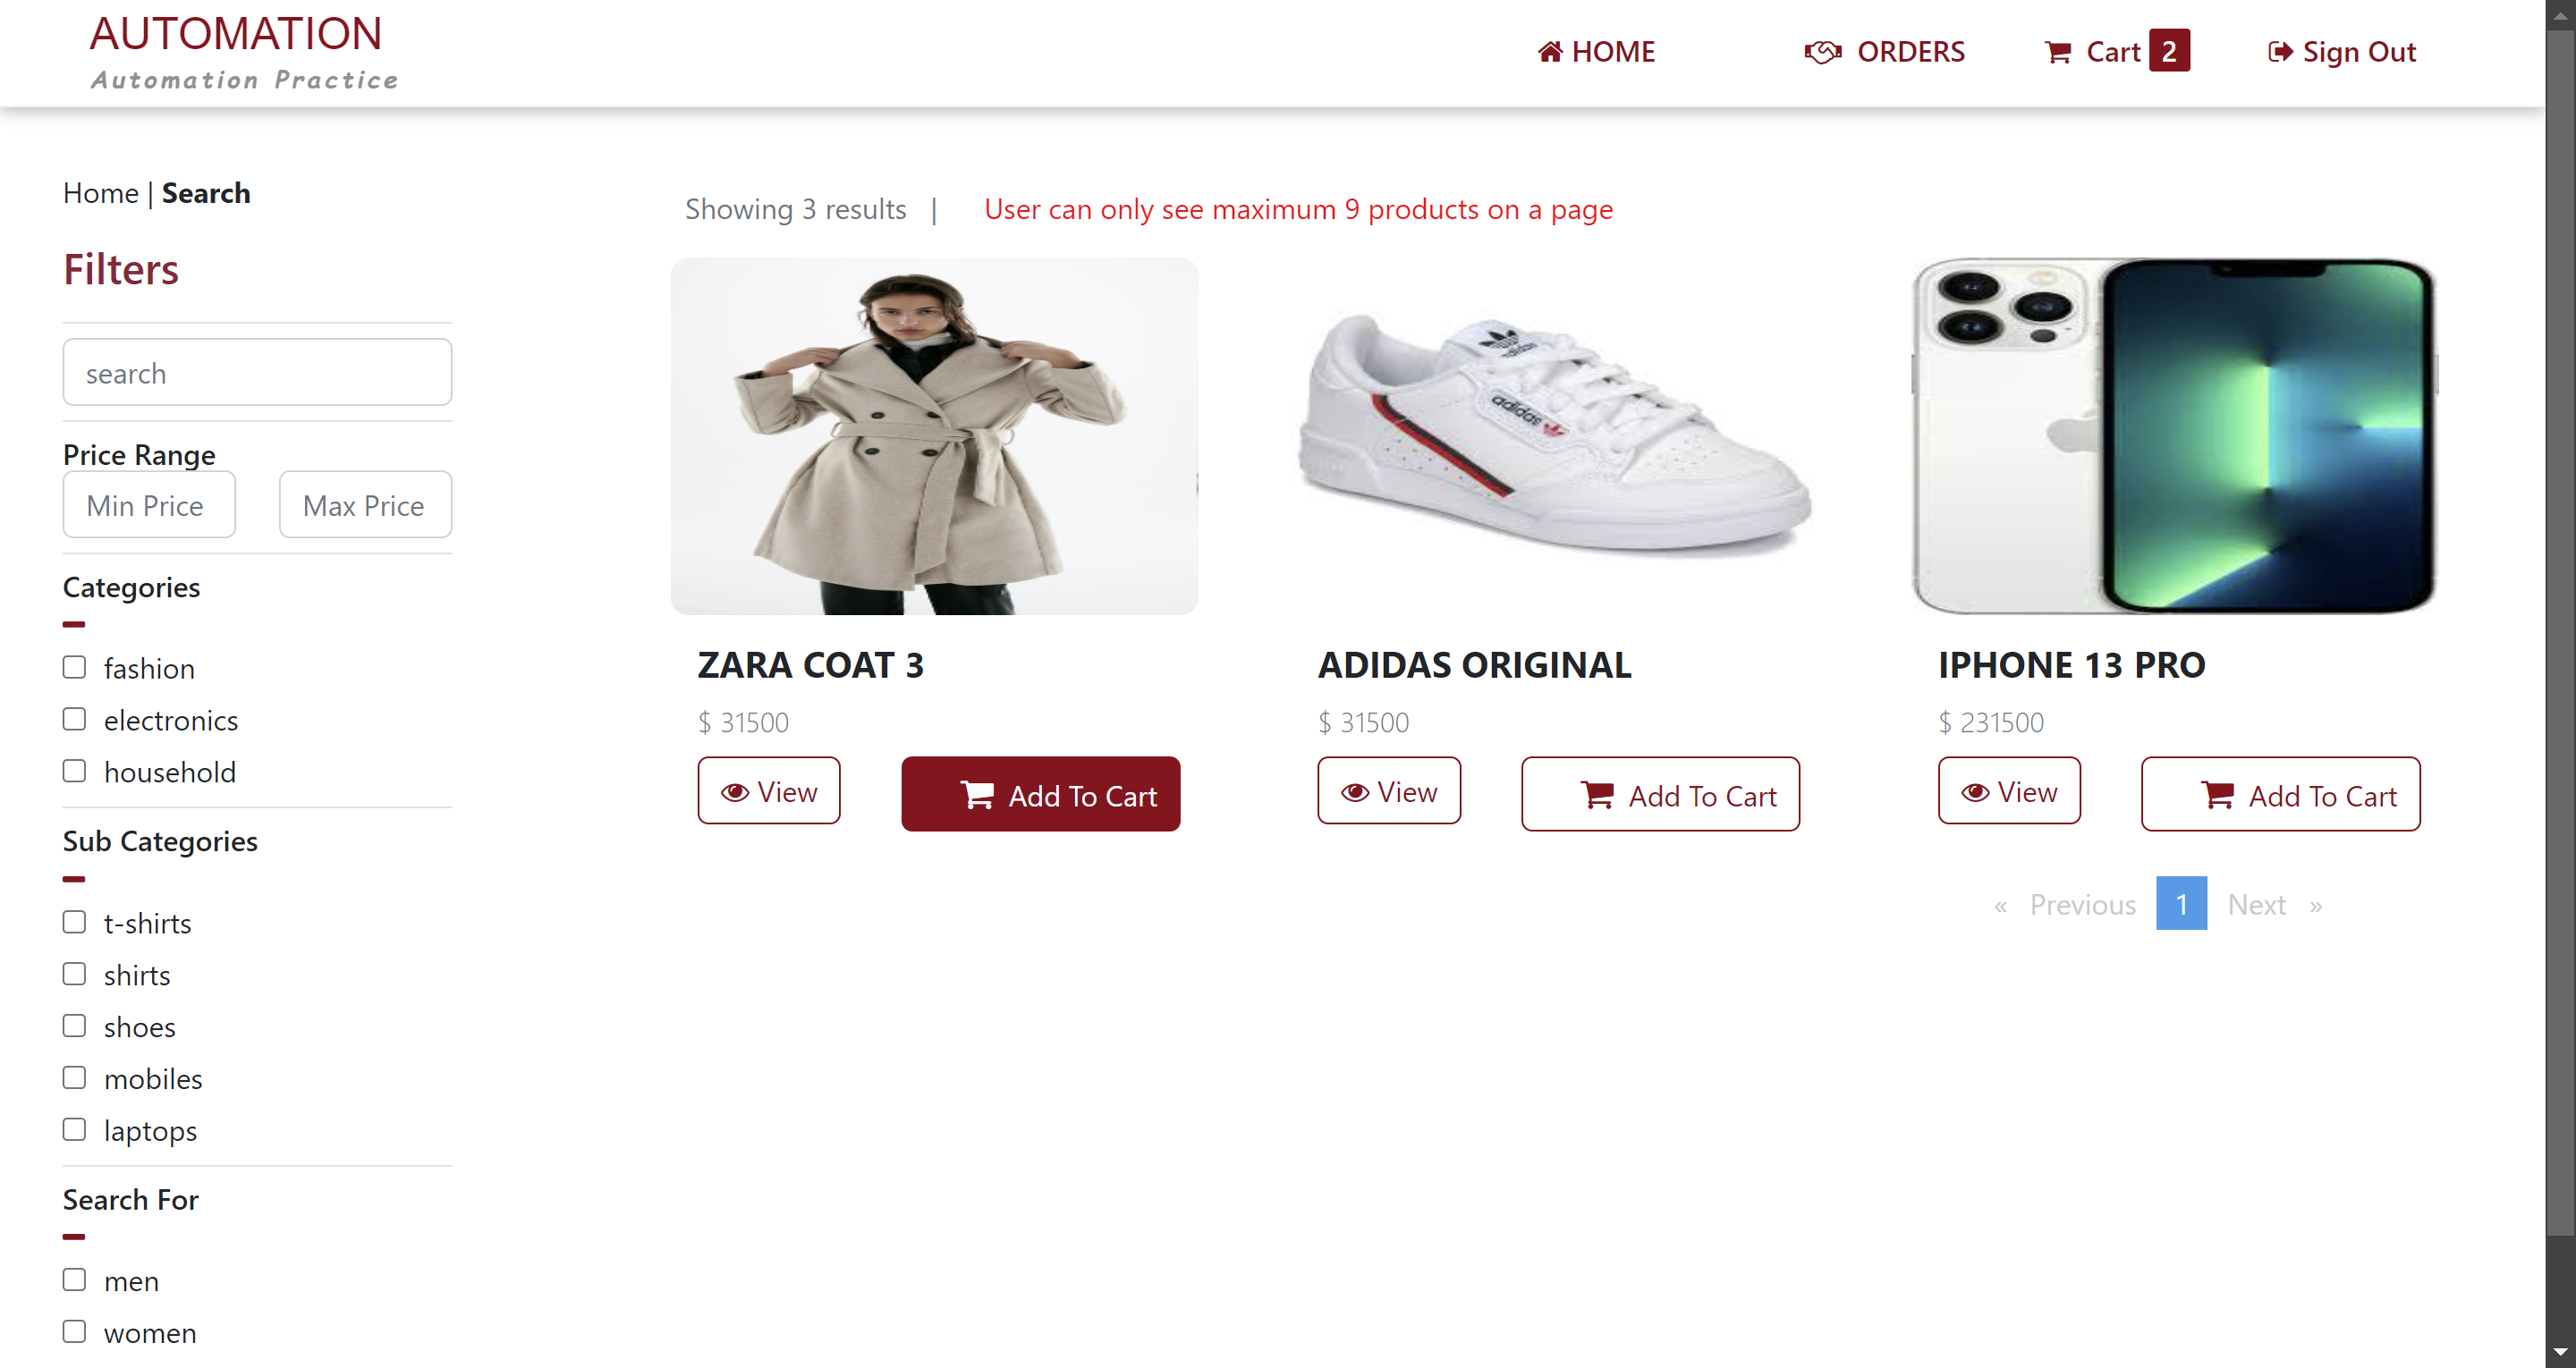 AUTOMATION
Automation Practice
HOME
ORDERS
Cart 2
Sign Out
Home | Search
Filters
search
Price Range
Min Price
Max Price
Categories
fashion
electronics
household
Sub Categories
t-shirts
shirts
shoes
mobiles
laptops
Search For
men
women
Showing 3 results |
User can only see maximum 9 products on a page
adidas
adidas
ZARA COAT 3
$ 31500
View
Add To Cart
ADIDAS ORIGINAL
$ 31500
View
Add To Cart
IPHONE 13 PRO
$ 231500
View
Add To Cart
« Previous 1 Next »